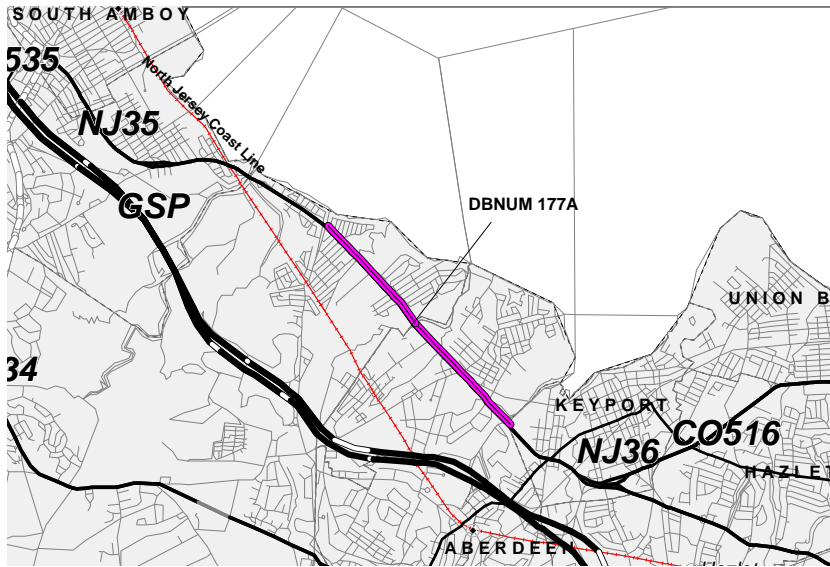 SOUTH AMBOY
535
North Jersey Coast Line
NJ35
GSP
DBNUM 177A
UNION B
34
KEYPORT
CO516
NJ36
HAZLET
ABERDEEN